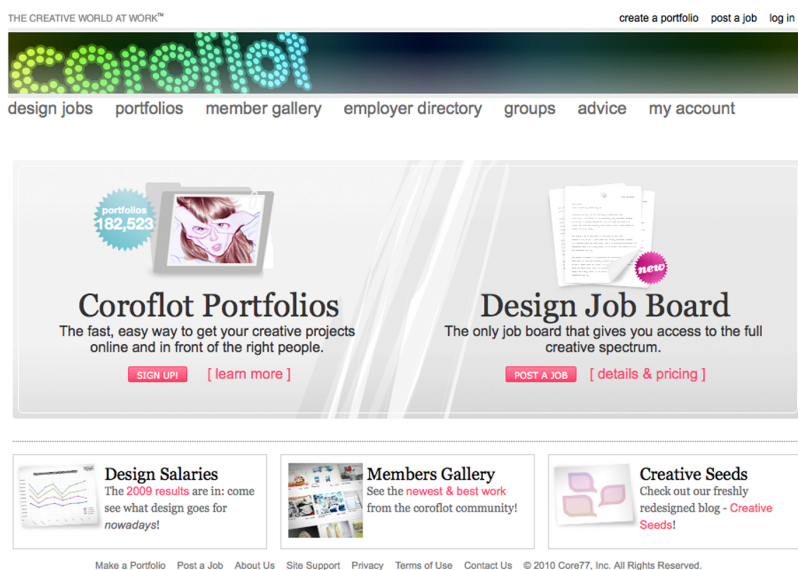 THE CREATIVE WORLD AT WORK™
create a portfolio post a job log in
coroflot
design jobs portfolios member gallery employer directory groups advice my account
portfolios
182,523
new
Coroflot Portfolios
The fast, easy way to get your creative projects
online and in front of the right people.
SIGN UP! [ learn more ]
Design Job Board
The only job board that gives you access to the full
creative spectrum.
POST A JOB [ details & pricing ]
Design Salaries
The 2009 results are in: come
see what design goes for
nowadays!
Members Gallery
See the newest & best work
from the coroflot community!
Creative Seeds
Check out our freshly
redesigned blog - Creative
Seeds!
Make a Portfolio Post a Job About Us Site Support Privacy Terms of Use Contact Us © 2010 Core77, Inc. All Rights Reserved.